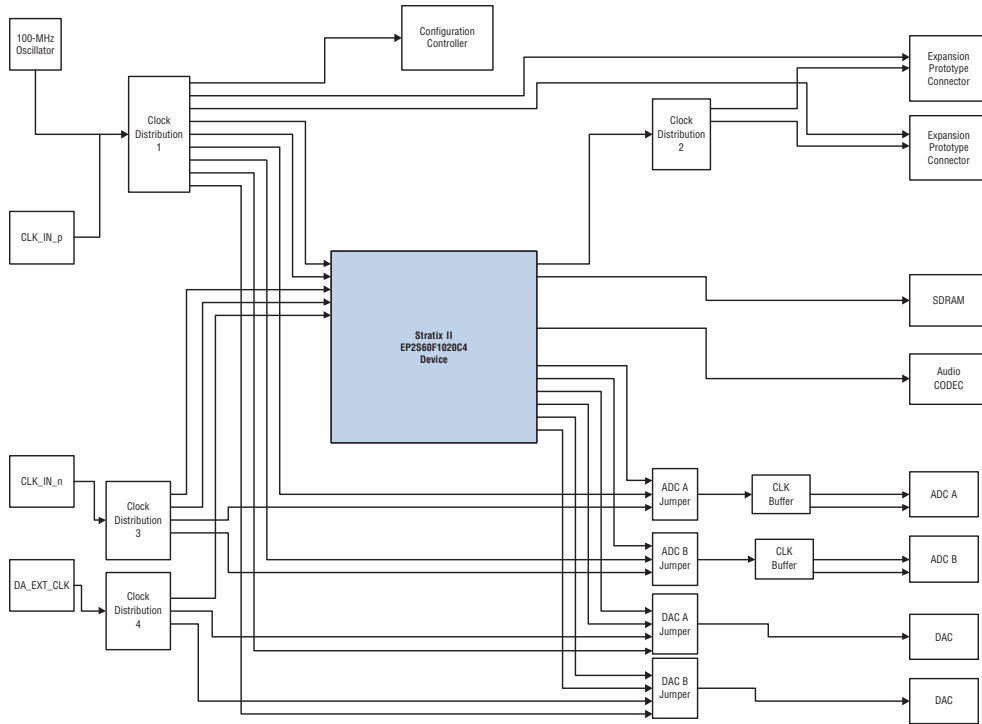 100-MHz
Oscillator
Configuration
Controller
Expansion
Prototype
Connector
Clock
Distribution
1
Clock
Distribution
2
Expansion
Prototype
Connector
CLK_IN_p
Stratix II
EP2S60F1020C4
Device
SDRAM
Audio
CODEC
CLK_IN_n
Clock
Distribution
3
ADC A
Jumper
CLK
Buffer
ADC A
ADC B
Jumper
CLK
Buffer
ADC B
DA_EXT_CLK
Clock
Distribution
4
DAC A
Jumper
DAC
DAC B
Jumper
DAC